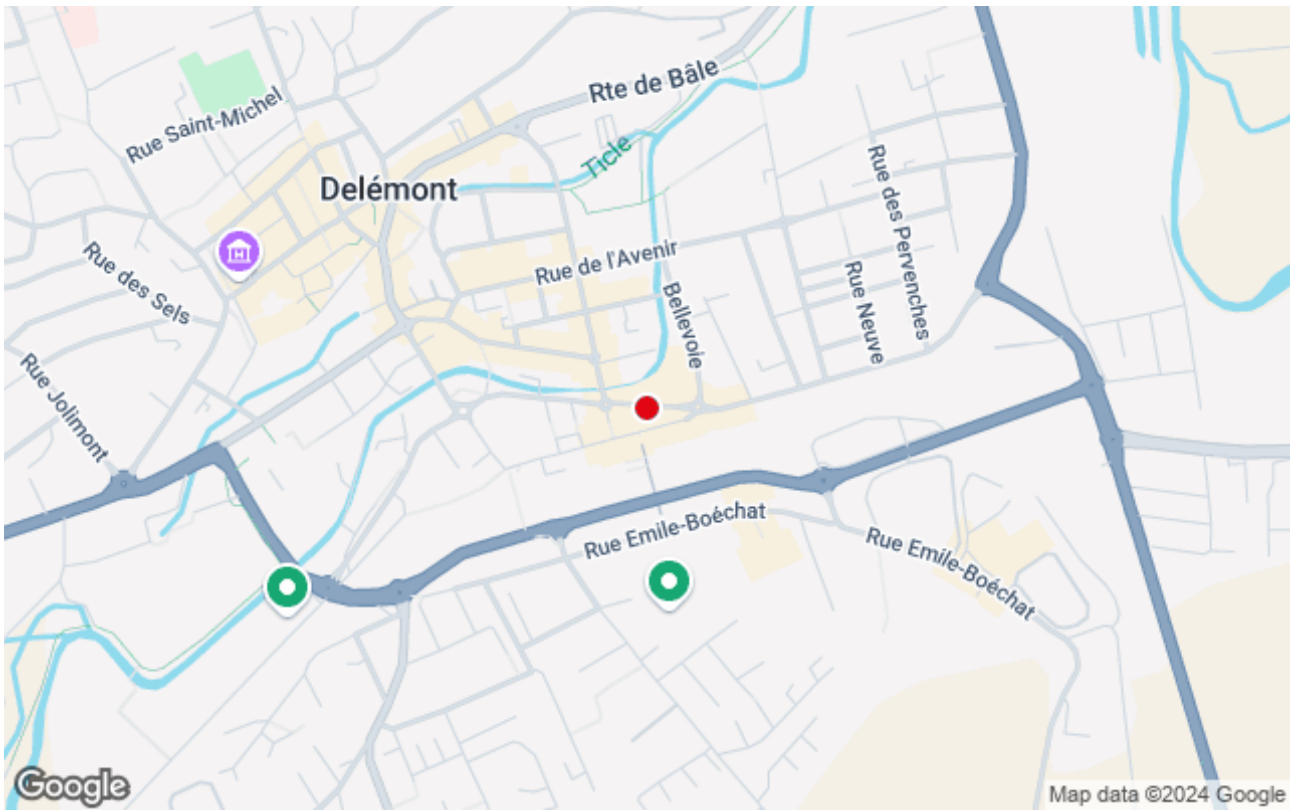 Rte de Bâle
Rue Saint-Michel
Ticle
Delémont
Rue des Pervenches
Rue de l'Avenir
Rue des Sels
Bellevoie
Rue Neuve
Rue Jolimont
Rue Emile-Boéchat
Rue Emile-Boéchat
Google
Map data ©2024 Google